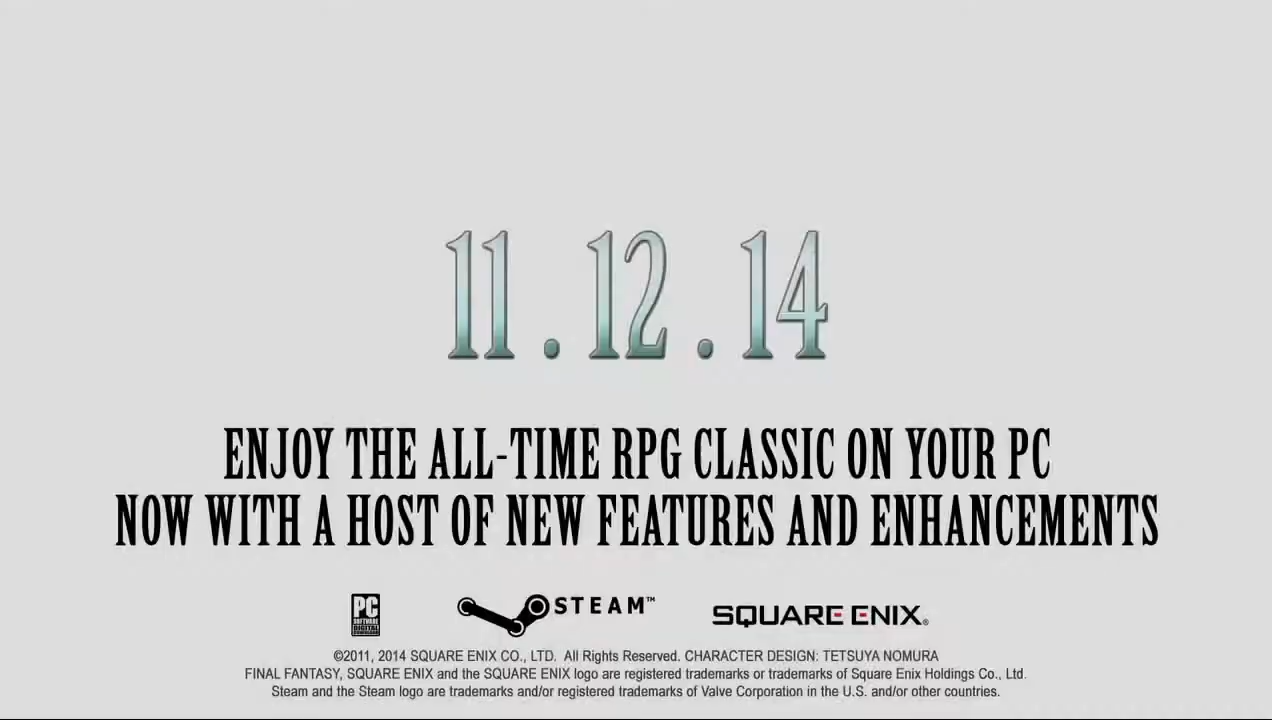 11.12.14
ENJOY THE ALL-TIME RPG CLASSIC ON YOUR PC
NOW WITH A HOST OF NEW FEATURES AND ENHANCEMENTS
PC
SOFTWARE
DIGITAL
DOWNLOAD
STEAM™
SQUARE ENIX®
©2011, 2014 SQUARE ENIX CO., LTD. All Rights Reserved. CHARACTER DESIGN: TETSUYA NOMURA
FINAL FANTASY, SQUARE ENIX and the SQUARE ENIX logo are registered trademarks or trademarks of Square Enix Holdings Co., Ltd.
Steam and the Steam logo are trademarks and/or registered trademarks of Valve Corporation in the U.S. and/or other countries.